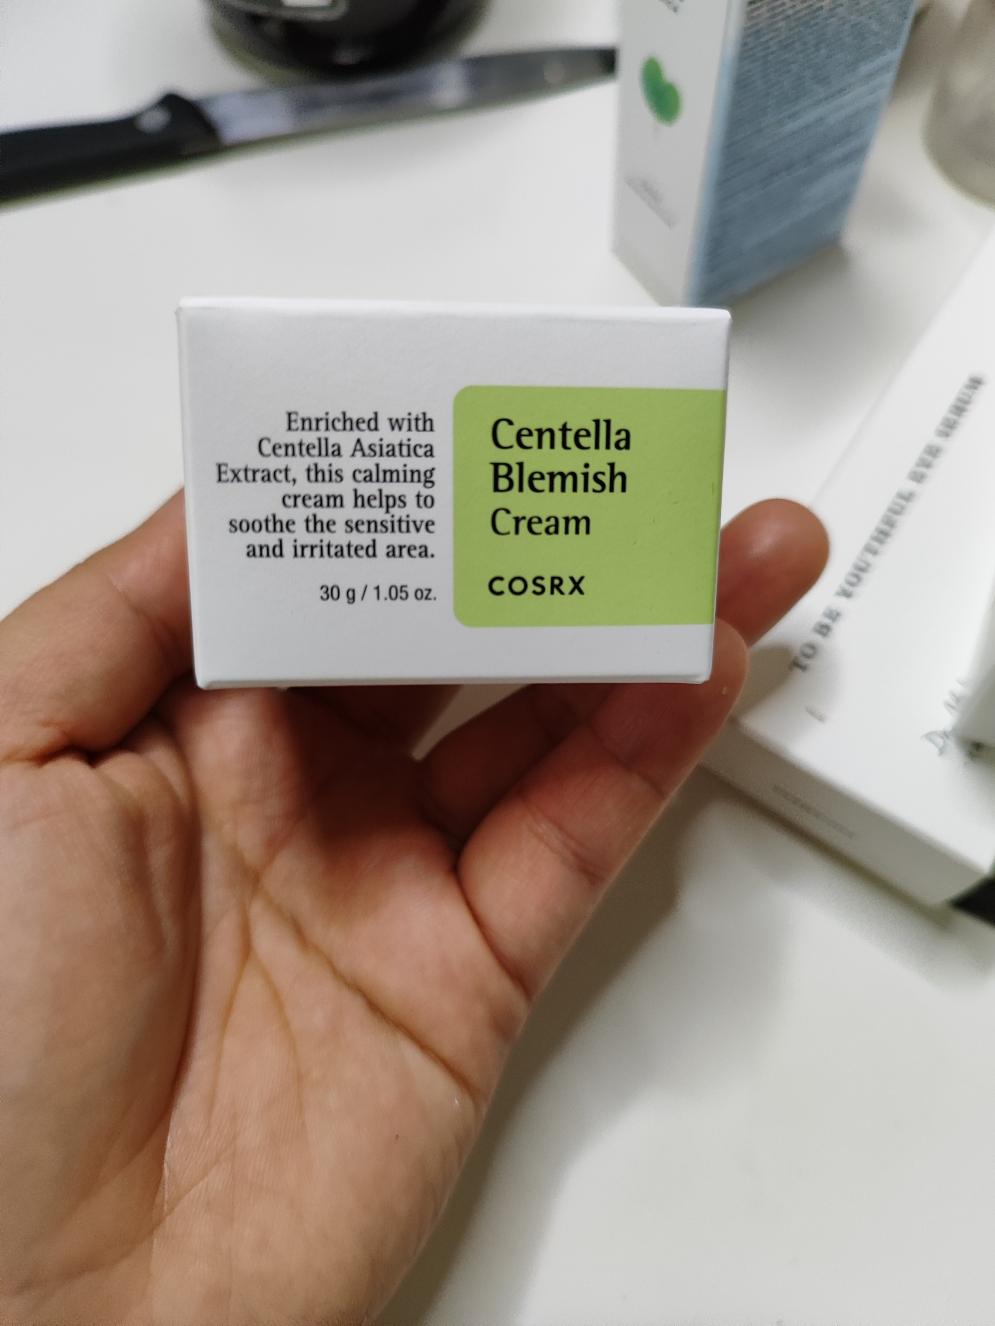 Enriched with
Centella Asiatica
Extract, this calming
cream helps to
soothe the sensitive
and irritated area.
30 g / 1.05 oz.
Centella
Blemish
Cream
COSRX
TO BE YOUTHFUL EYE SERUM